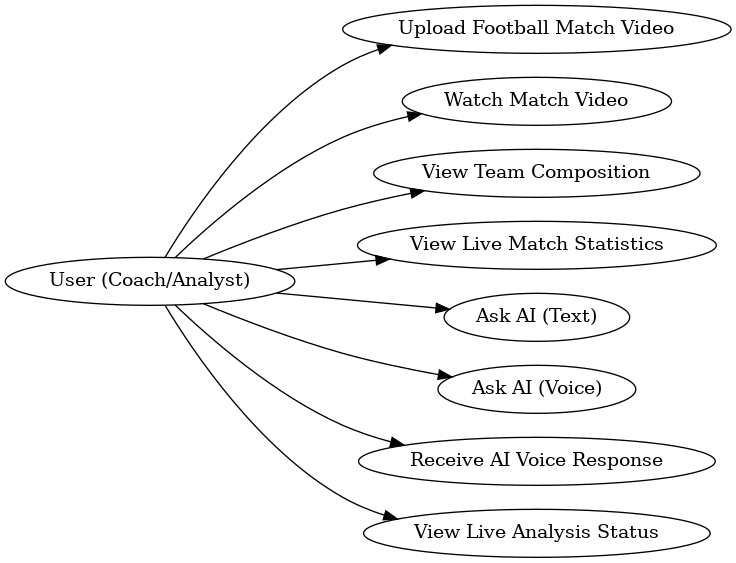 Upload Football Match Video
Watch Match Video
View Team Composition
View Live Match Statistics
User (Coach/Analyst)
Ask AI (Text)
Ask AI (Voice)
Receive AI Voice Response
View Live Analysis Status